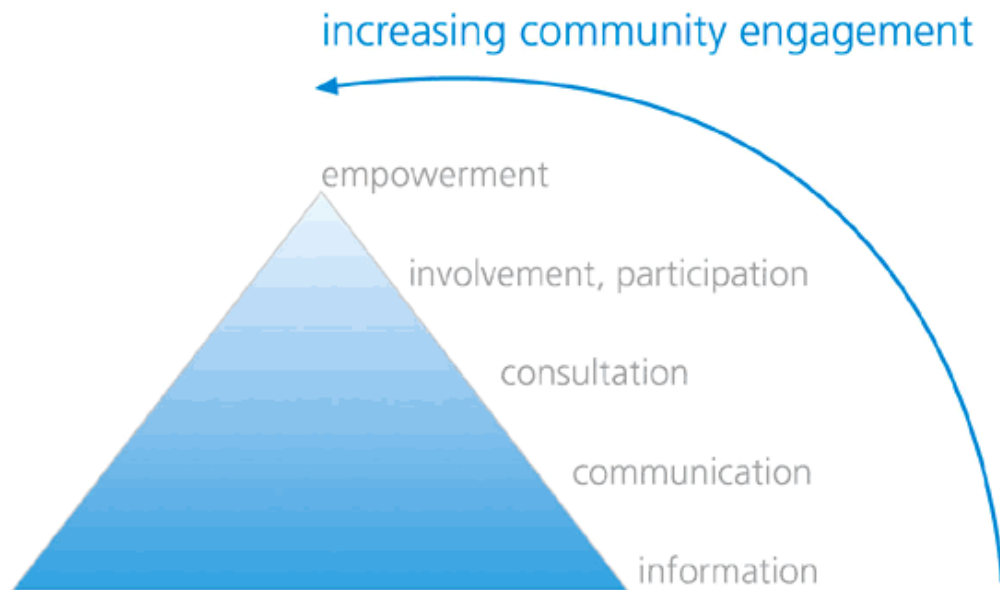 increasing community engagement
empowerment
involvement, participation
consultation
communication
information